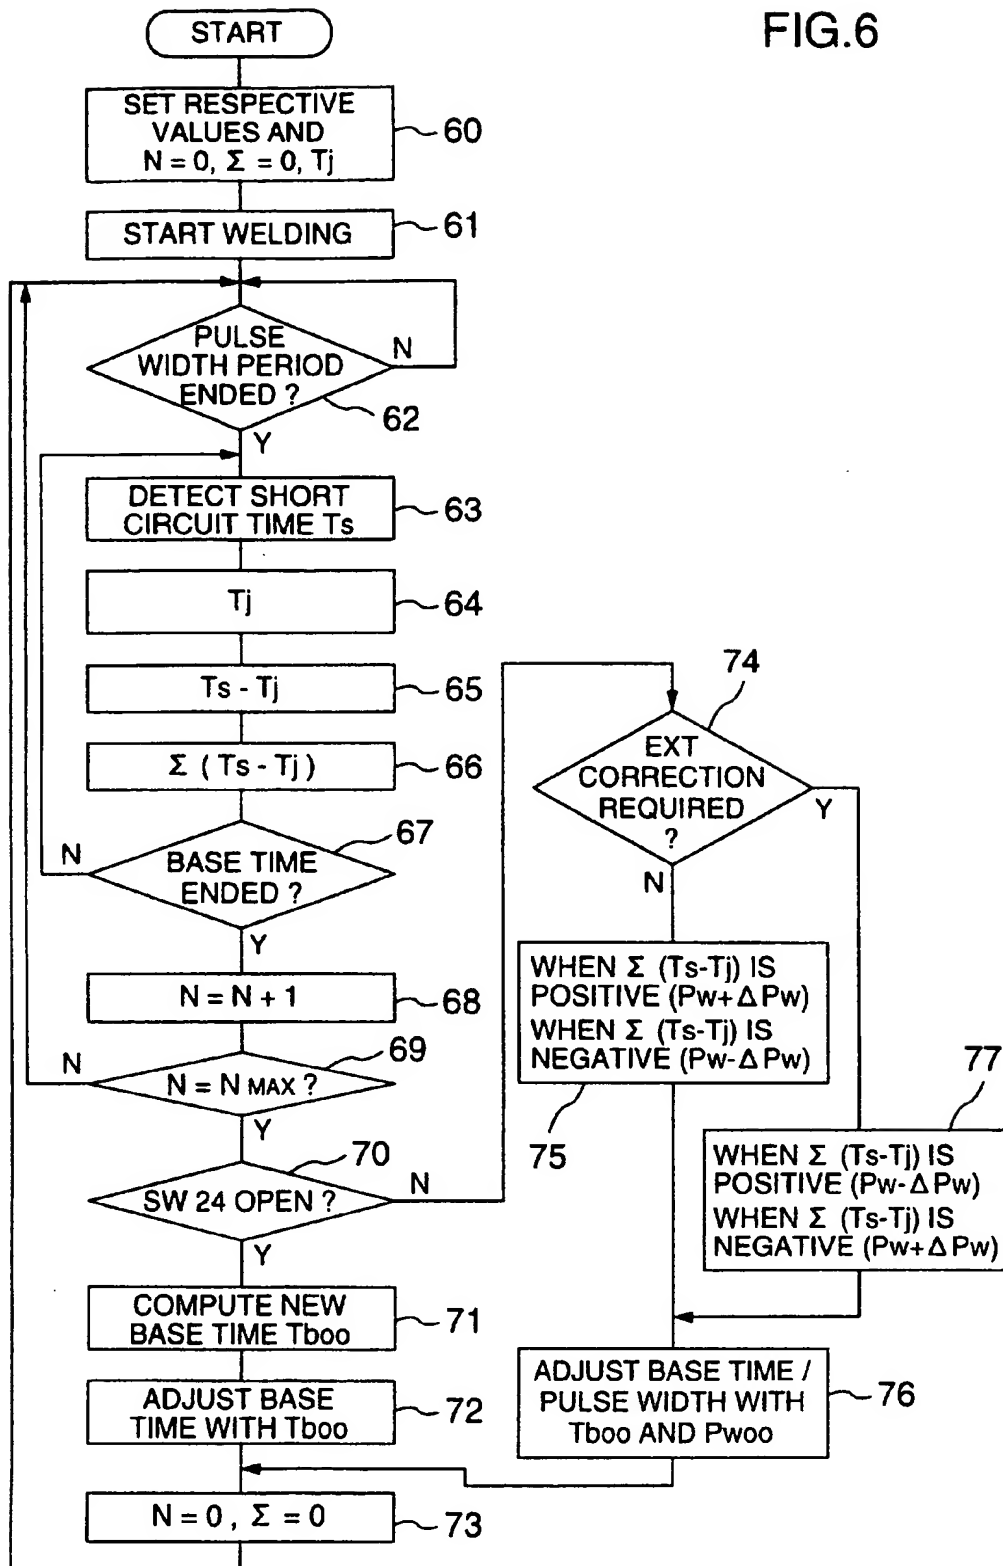 FIG.6
START
SET RESPECTIVE
VALUES AND
N = 0, Σ = 0, Tj
60
START WELDING
61
PULSE
WIDTH PERIOD
ENDED ?
N
62
Y
DETECT SHORT
CIRCUIT TIME Ts
63
Tj
64
Ts - Tj
65
Σ ( Ts - Tj )
66
67
N
BASE TIME
ENDED ?
Y
N = N + 1
68
69
N
N = N MAX ?
Y
70
SW 24 OPEN ?
N
Y
COMPUTE NEW
BASE TIME Tboo
71
ADJUST BASE
TIME WITH Tboo
72
N = 0 , Σ = 0
73
74
EXT
CORRECTION
REQUIRED
?
Y
N
WHEN Σ (Ts-Tj) IS
POSITIVE (Pw+ΔPw)
WHEN Σ (Ts-Tj) IS
NEGATIVE (Pw-ΔPw)
75
77
WHEN Σ (Ts-Tj) IS
POSITIVE (Pw-ΔPw)
WHEN Σ (Ts-Tj) IS
NEGATIVE (Pw+ΔPw)
ADJUST BASE TIME /
PULSE WIDTH WITH
Tboo AND Pwoo
76